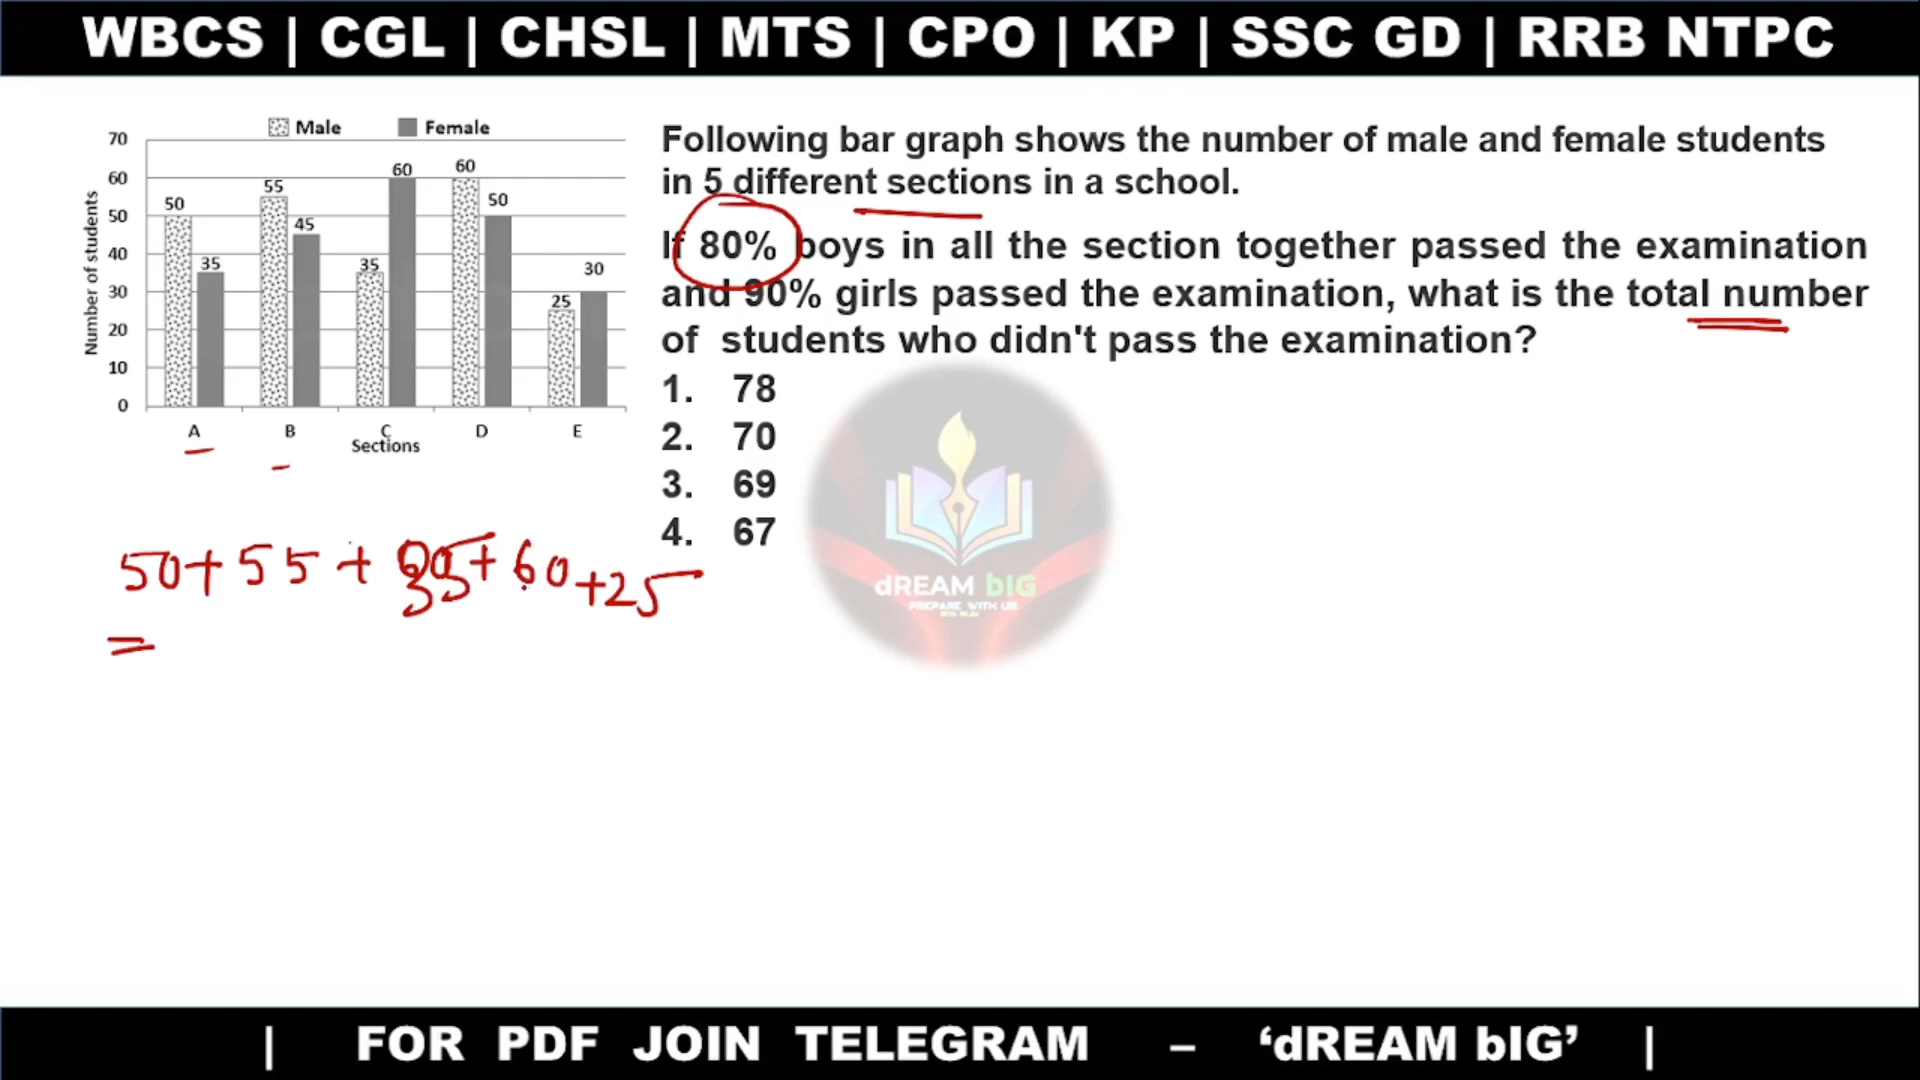 WBCS | CGL | CHSL | MTS | CPO | KP | SSC GD | RRB NTPC
Male Female
70
60
50
40
30
20
10
0
Number of students
50 35 55 45 35 60 60 50 25 30
A B C D E
Sections
Following bar graph shows the number of male and female students
in 5 different sections in a school.
If 80% boys in all the section together passed the examination
and 90% girls passed the examination, what is the total number
of students who didn't pass the examination?
1. 78
2. 70
3. 69
4. 67
50+55+35+60+25
=
dREAM bIG
PREPARE WITH US
| FOR PDF JOIN TELEGRAM – ‘dREAM bIG’ |